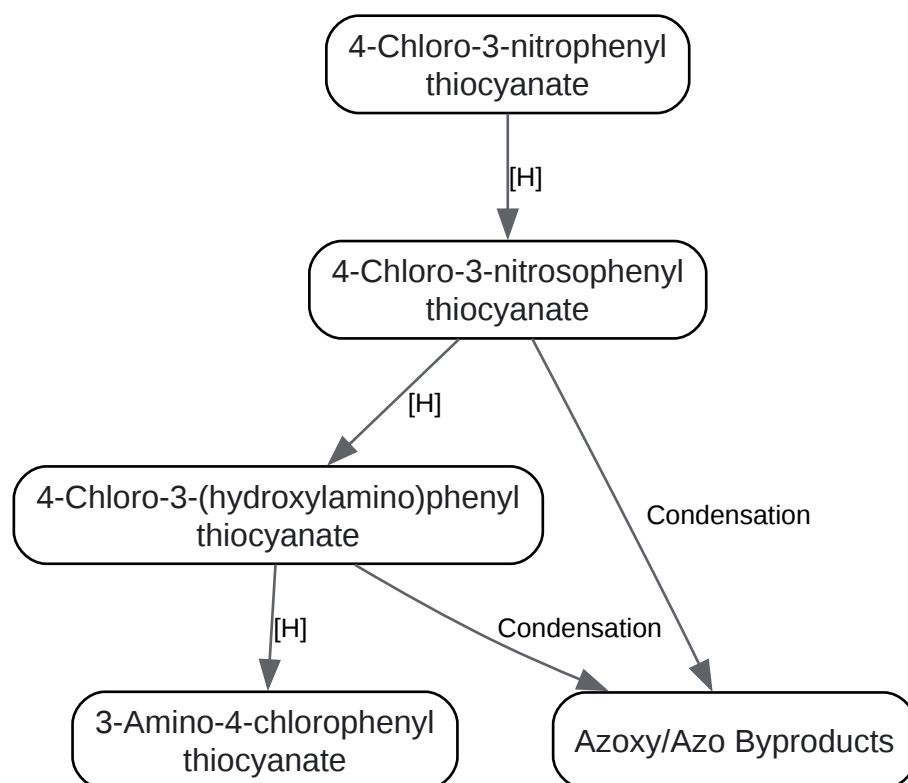 4-Chloro-3-nitrophenyl
thiocyanate
[H]
4-Chloro-3-nitrosophenyl
thiocyanate
[H]
Condensation
4-Chloro-3-(hydroxylamino)phenyl
thiocyanate
[H]
Condensation
3-Amino-4-chlorophenyl
thiocyanate
Azoxy/Azo Byproducts